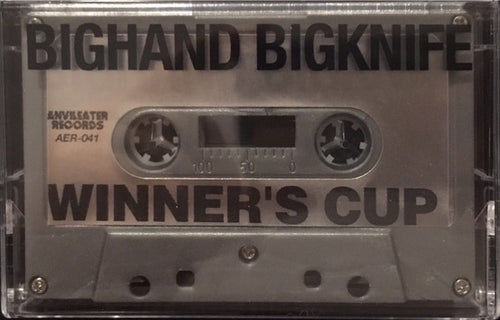 BIGHAND BIGKNIFE
ANVILEATER
RECORDS
AER-041
100 50 0
WINNER'S CUP